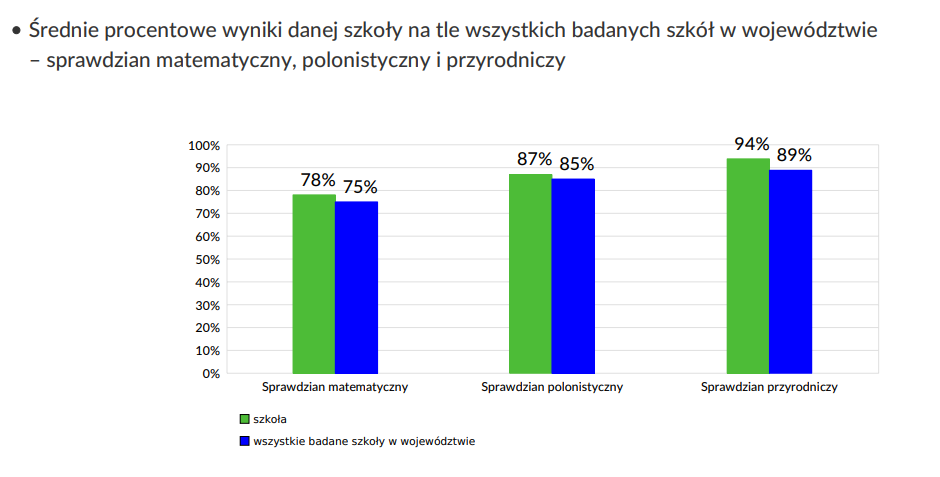 • Średnie procentowe wyniki danej szkoły na tle wszystkich badanych szkół w województwie
– sprawdzian matematyczny, polonistyczny i przyrodniczy
100%
90%
80%
70%
60%
50%
40%
30%
20%
10%
0%
78% 75%
87% 85%
94% 89%
Sprawdzian matematyczny
Sprawdzian polonistyczny
Sprawdzian przyrodniczy
szkoła
wszystkie badane szkoły w województwie